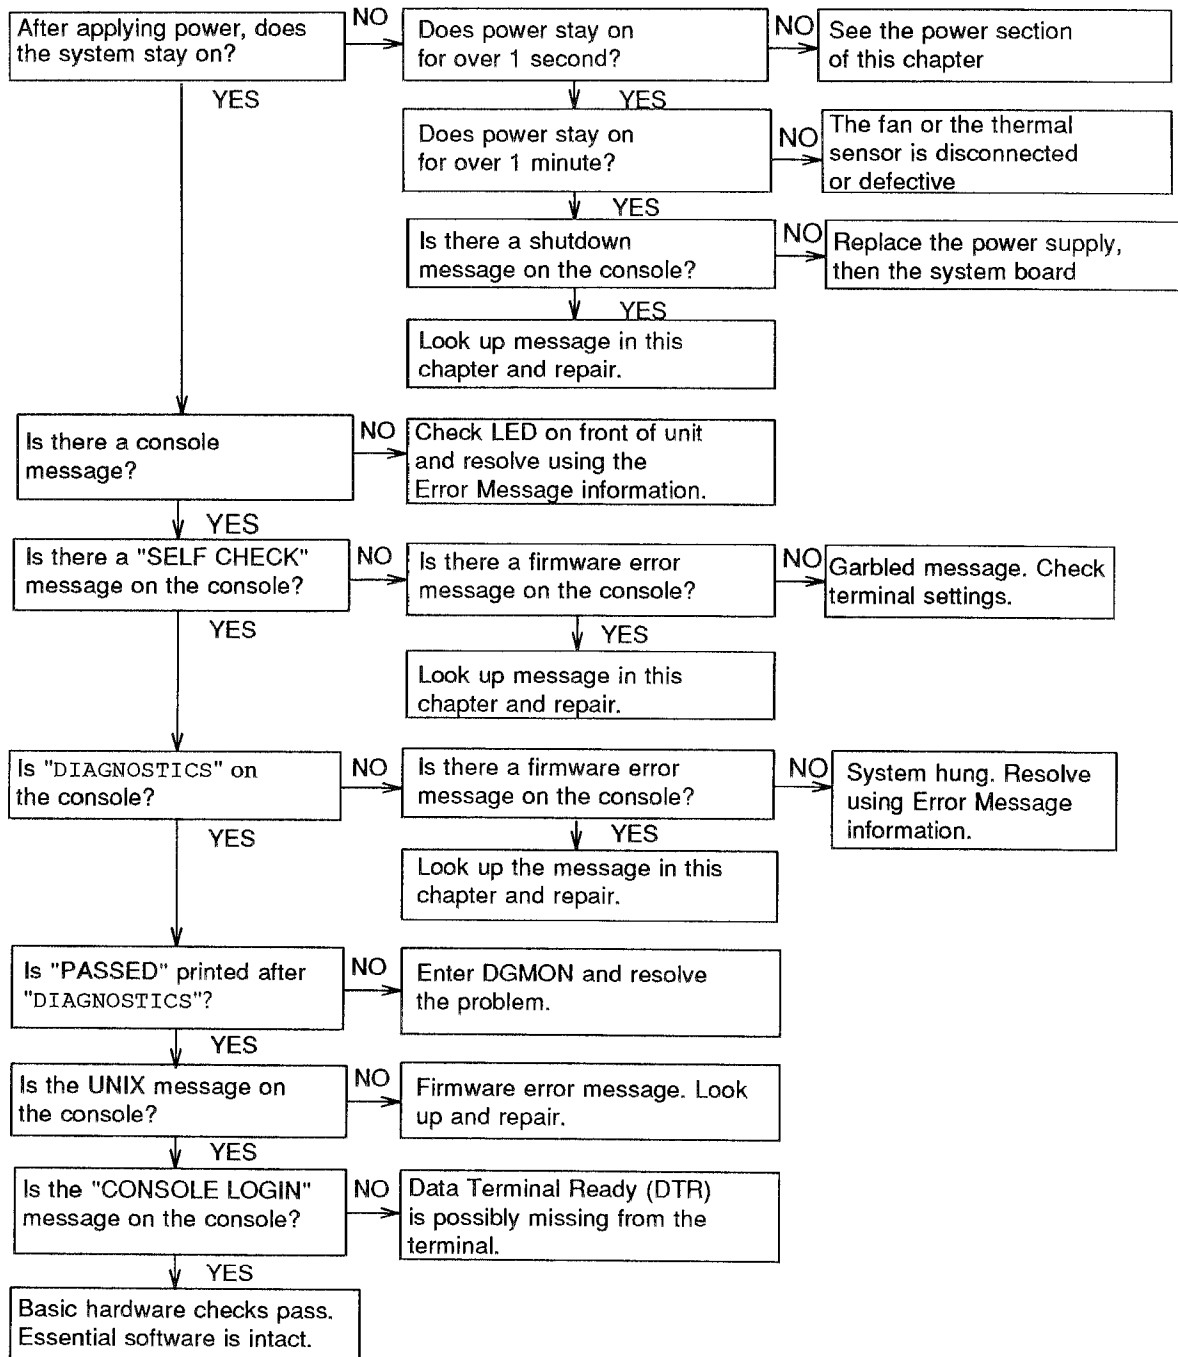 After applying power, does
the system stay on?
NO
Does power stay on
for over 1 second?
NO
See the power section
of this chapter
YES
YES
Does power stay on
for over 1 minute?
NO
The fan or the thermal
sensor is disconnected
or defective
YES
Is there a shutdown
message on the console?
NO
Replace the power supply,
then the system board
YES
Look up message in this
chapter and repair.
Is there a console
message?
NO
Check LED on front of unit
and resolve using the
Error Message information.
YES
Is there a "SELF CHECK"
message on the console?
NO
Is there a firmware error
message on the console?
NO
Garbled message. Check
terminal settings.
YES
YES
Look up message in this
chapter and repair.
Is "DIAGNOSTICS" on
the console?
NO
Is there a firmware error
message on the console?
NO
System hung. Resolve
using Error Message
information.
YES
YES
Look up the message in this
chapter and repair.
Is "PASSED" printed after
"DIAGNOSTICS"?
NO
Enter DGMON and resolve
the problem.
YES
Is the UNIX message on
the console?
NO
Firmware error message. Look
up and repair.
YES
Is the "CONSOLE LOGIN"
message on the console?
NO
Data Terminal Ready (DTR)
is possibly missing from the
terminal.
YES
Basic hardware checks pass.
Essential software is intact.